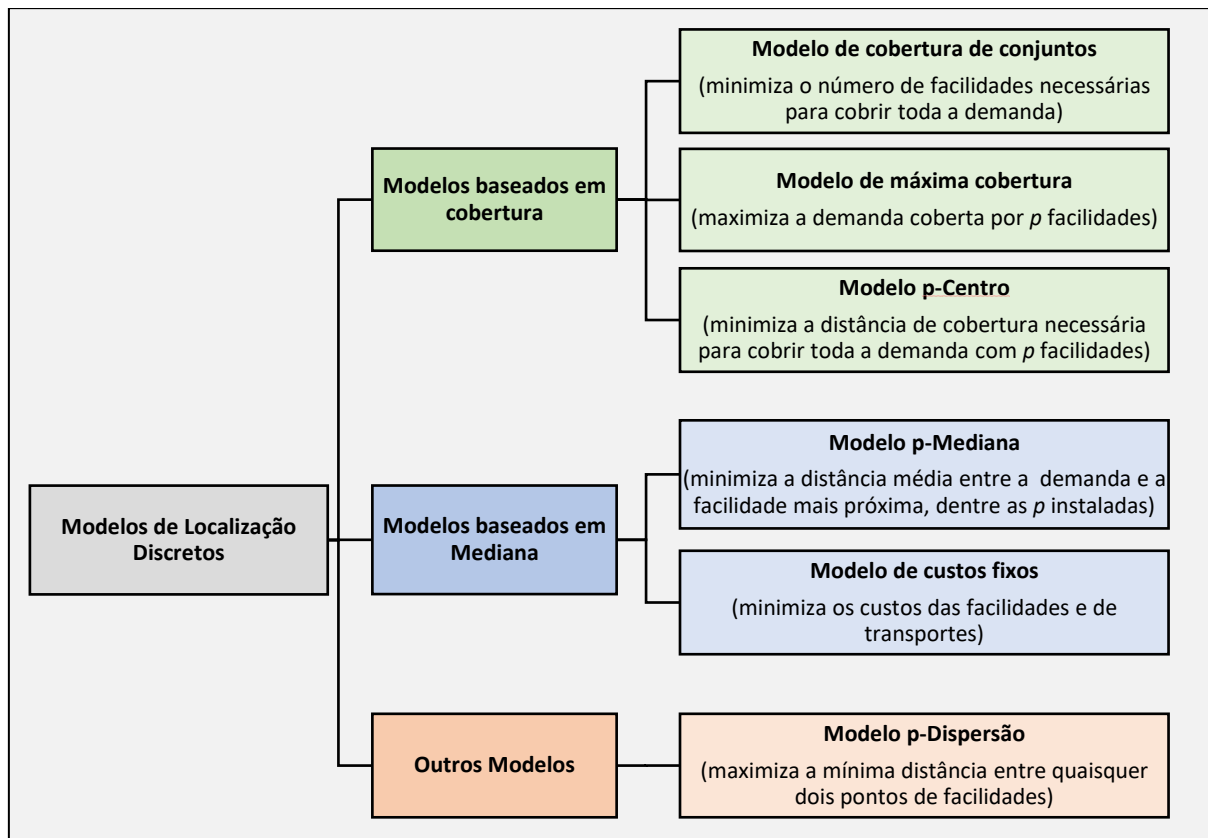 Modelo de cobertura de conjuntos
(minimiza o número de facilidades necessárias
para cobrir toda a demanda)
Modelos baseados em
cobertura
Modelo de máxima cobertura
(maximiza a demanda coberta por p facilidades)
Modelo p-Centro
(minimiza a distância de cobertura necessária
para cobrir toda a demanda com p facilidades)
Modelos de Localização
Discretos
Modelos baseados em
Mediana
Modelo p-Mediana
(minimiza a distância média entre a demanda e a
facilidade mais próxima, dentre as p instaladas)
Modelo de custos fixos
(minimiza os custos das facilidades e de
transportes)
Outros Modelos
Modelo p-Dispersão
(maximiza a mínima distância entre quaisquer
dois pontos de facilidades)